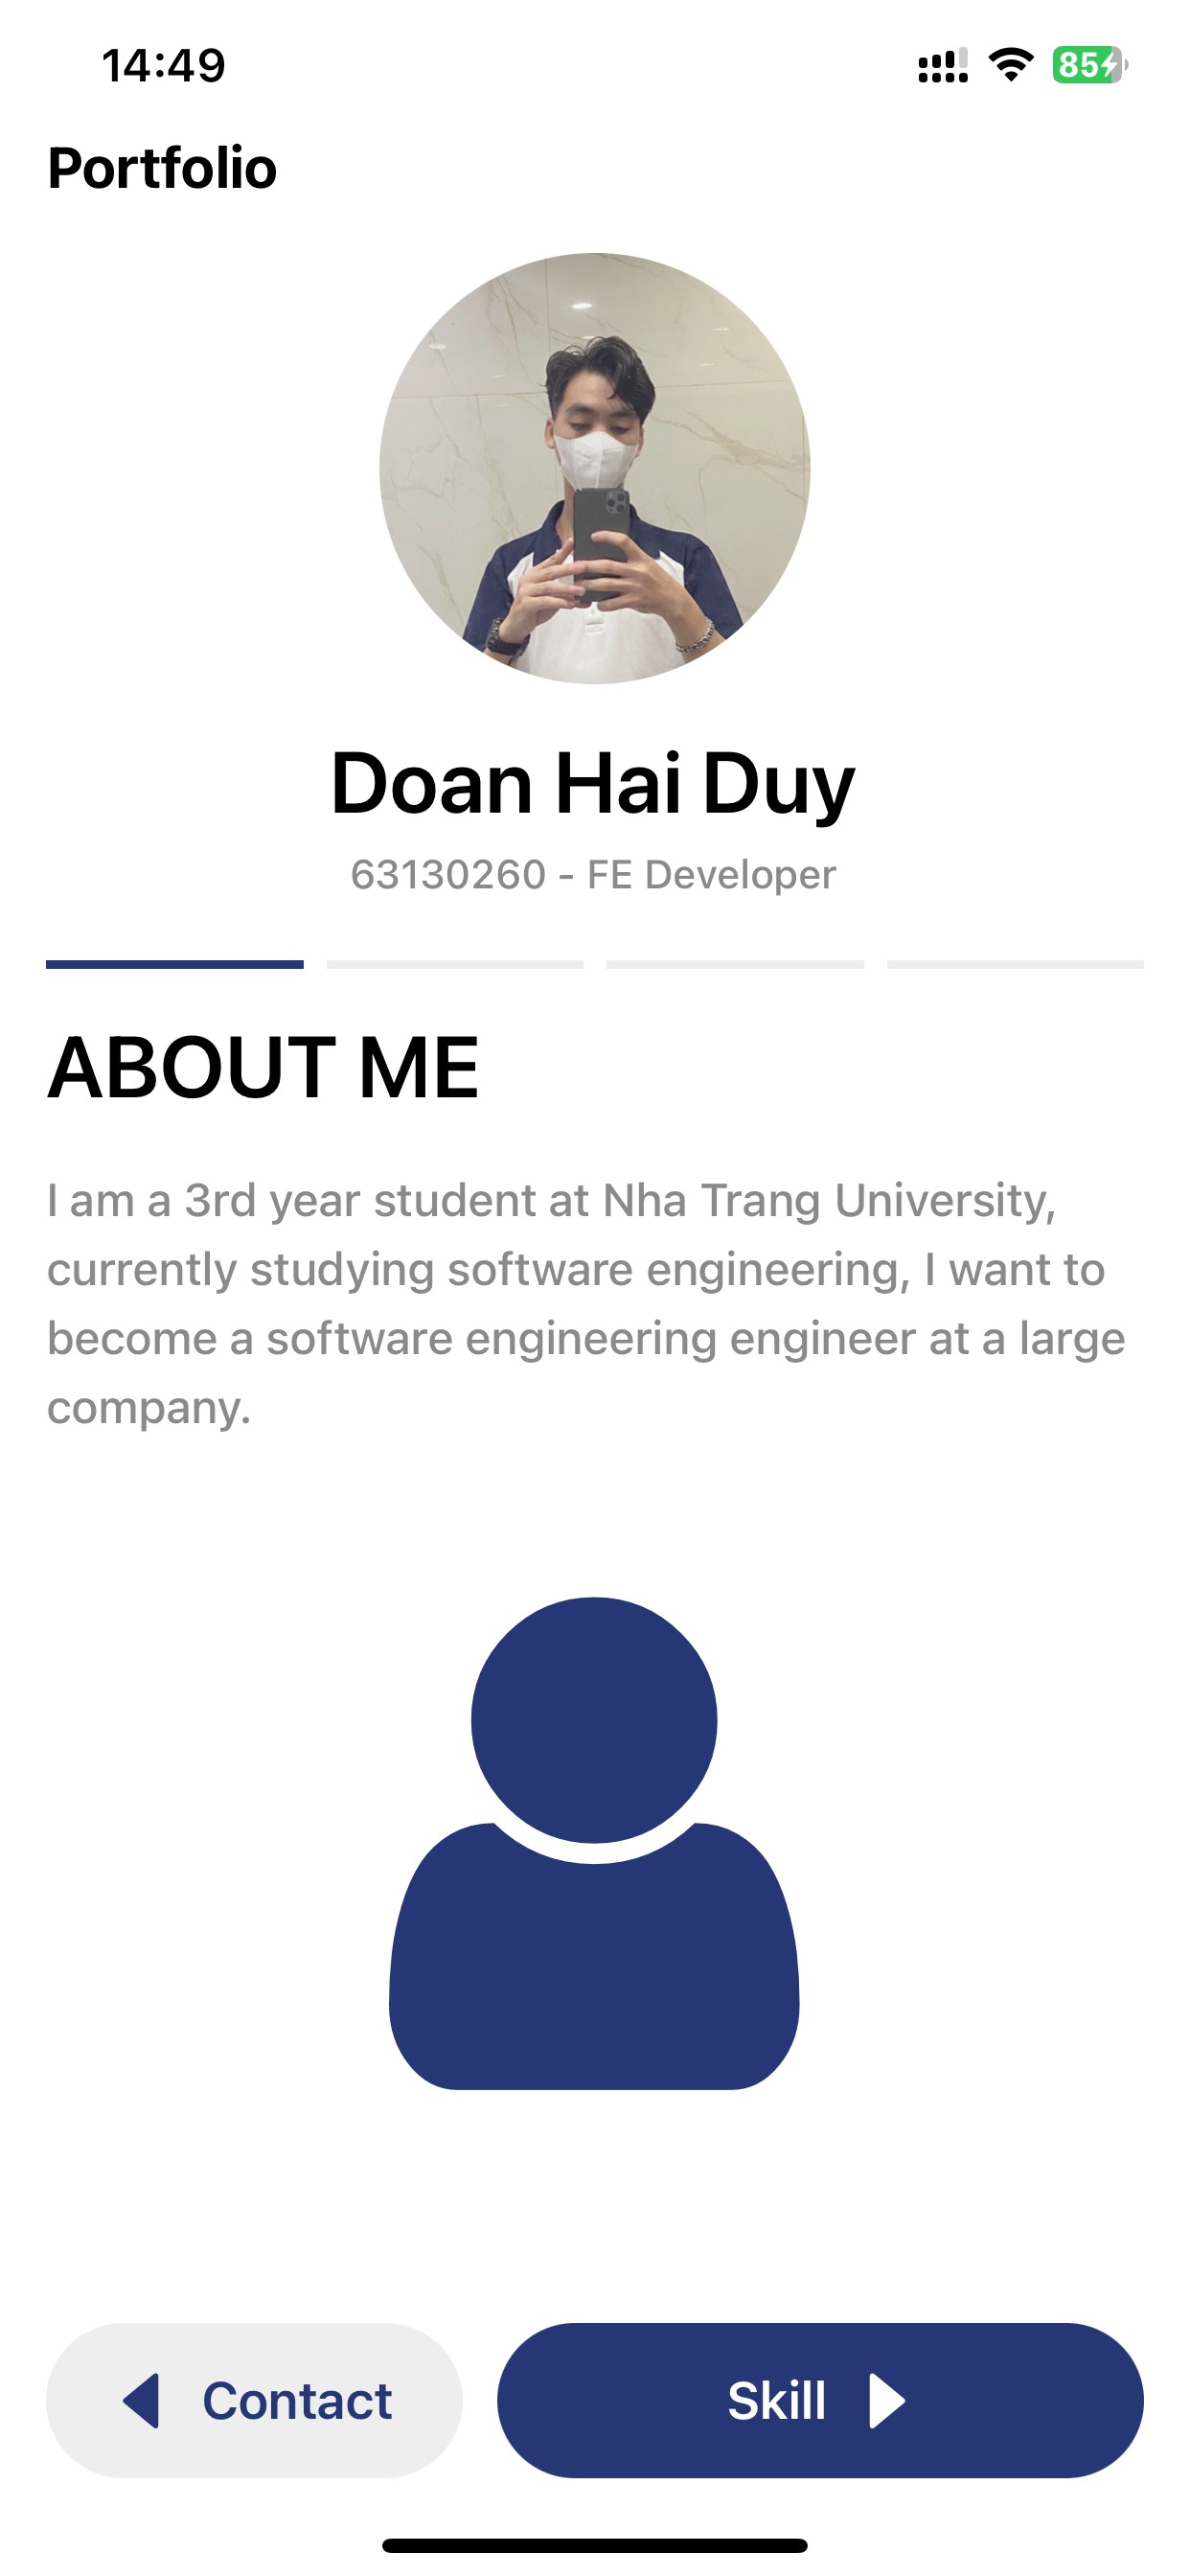 14:49
85
Portfolio
Doan Hai Duy
63130260 - FE Developer
ABOUT ME
I am a 3rd year student at Nha Trang University,
currently studying software engineering, I want to
become a software engineering engineer at a large
company.
Contact
Skill